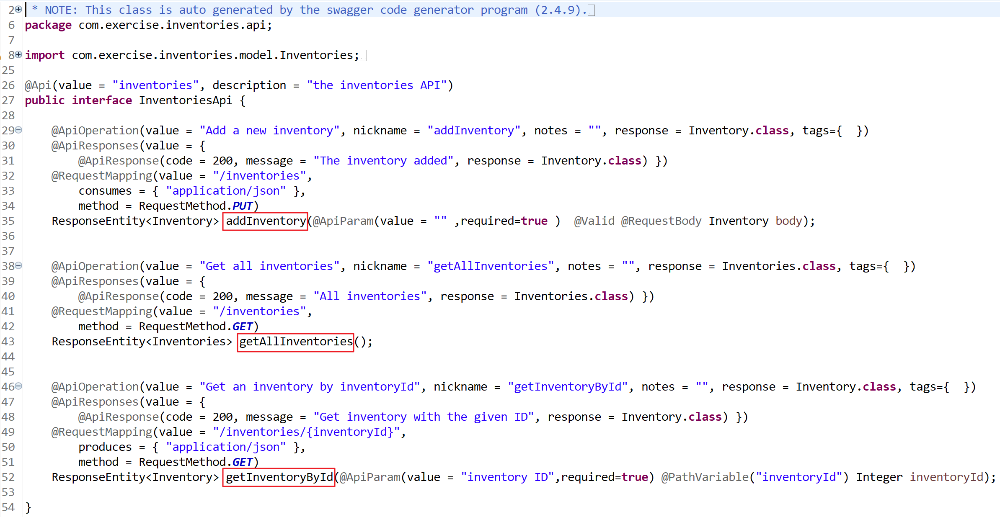 2 * NOTE: This class is auto generated by the swagger code generator program (2.4.9).
6 package com.exercise.inventories.api;
7
8 import com.exercise.inventories.model.Inventories;
25
26 @Api(value = "inventories", description = "the inventories API")
27 public interface InventoriesApi {
28
29     @ApiOperation(value = "Add a new inventory", nickname = "addInventory", notes = "", response = Inventory.class, tags={  })
30     @ApiResponses(value = {
31         @ApiResponse(code = 200, message = "The inventory added", response = Inventory.class) })
32     @RequestMapping(value = "/inventories",
33         consumes = { "application/json" },
34         method = RequestMethod.PUT)
35     ResponseEntity<Inventory> addInventory(@ApiParam(value = "" ,required=true )  @Valid @RequestBody Inventory body);
36
37
38     @ApiOperation(value = "Get all inventories", nickname = "getAllInventories", notes = "", response = Inventories.class, tags={  })
39     @ApiResponses(value = {
40         @ApiResponse(code = 200, message = "All inventories", response = Inventories.class) })
41     @RequestMapping(value = "/inventories",
42         method = RequestMethod.GET)
43     ResponseEntity<Inventories> getAllInventories();
44
45
46     @ApiOperation(value = "Get an inventory by inventoryId", nickname = "getInventoryById", notes = "", response = Inventory.class, tags={  })
47     @ApiResponses(value = {
48         @ApiResponse(code = 200, message = "Get inventory with the given ID", response = Inventory.class) })
49     @RequestMapping(value = "/inventories/{inventoryId}",
50         produces = { "application/json" },
51         method = RequestMethod.GET)
52     ResponseEntity<Inventory> getInventoryById(@ApiParam(value = "inventory ID",required=true) @PathVariable("inventoryId") Integer inventoryId);
53
54 }